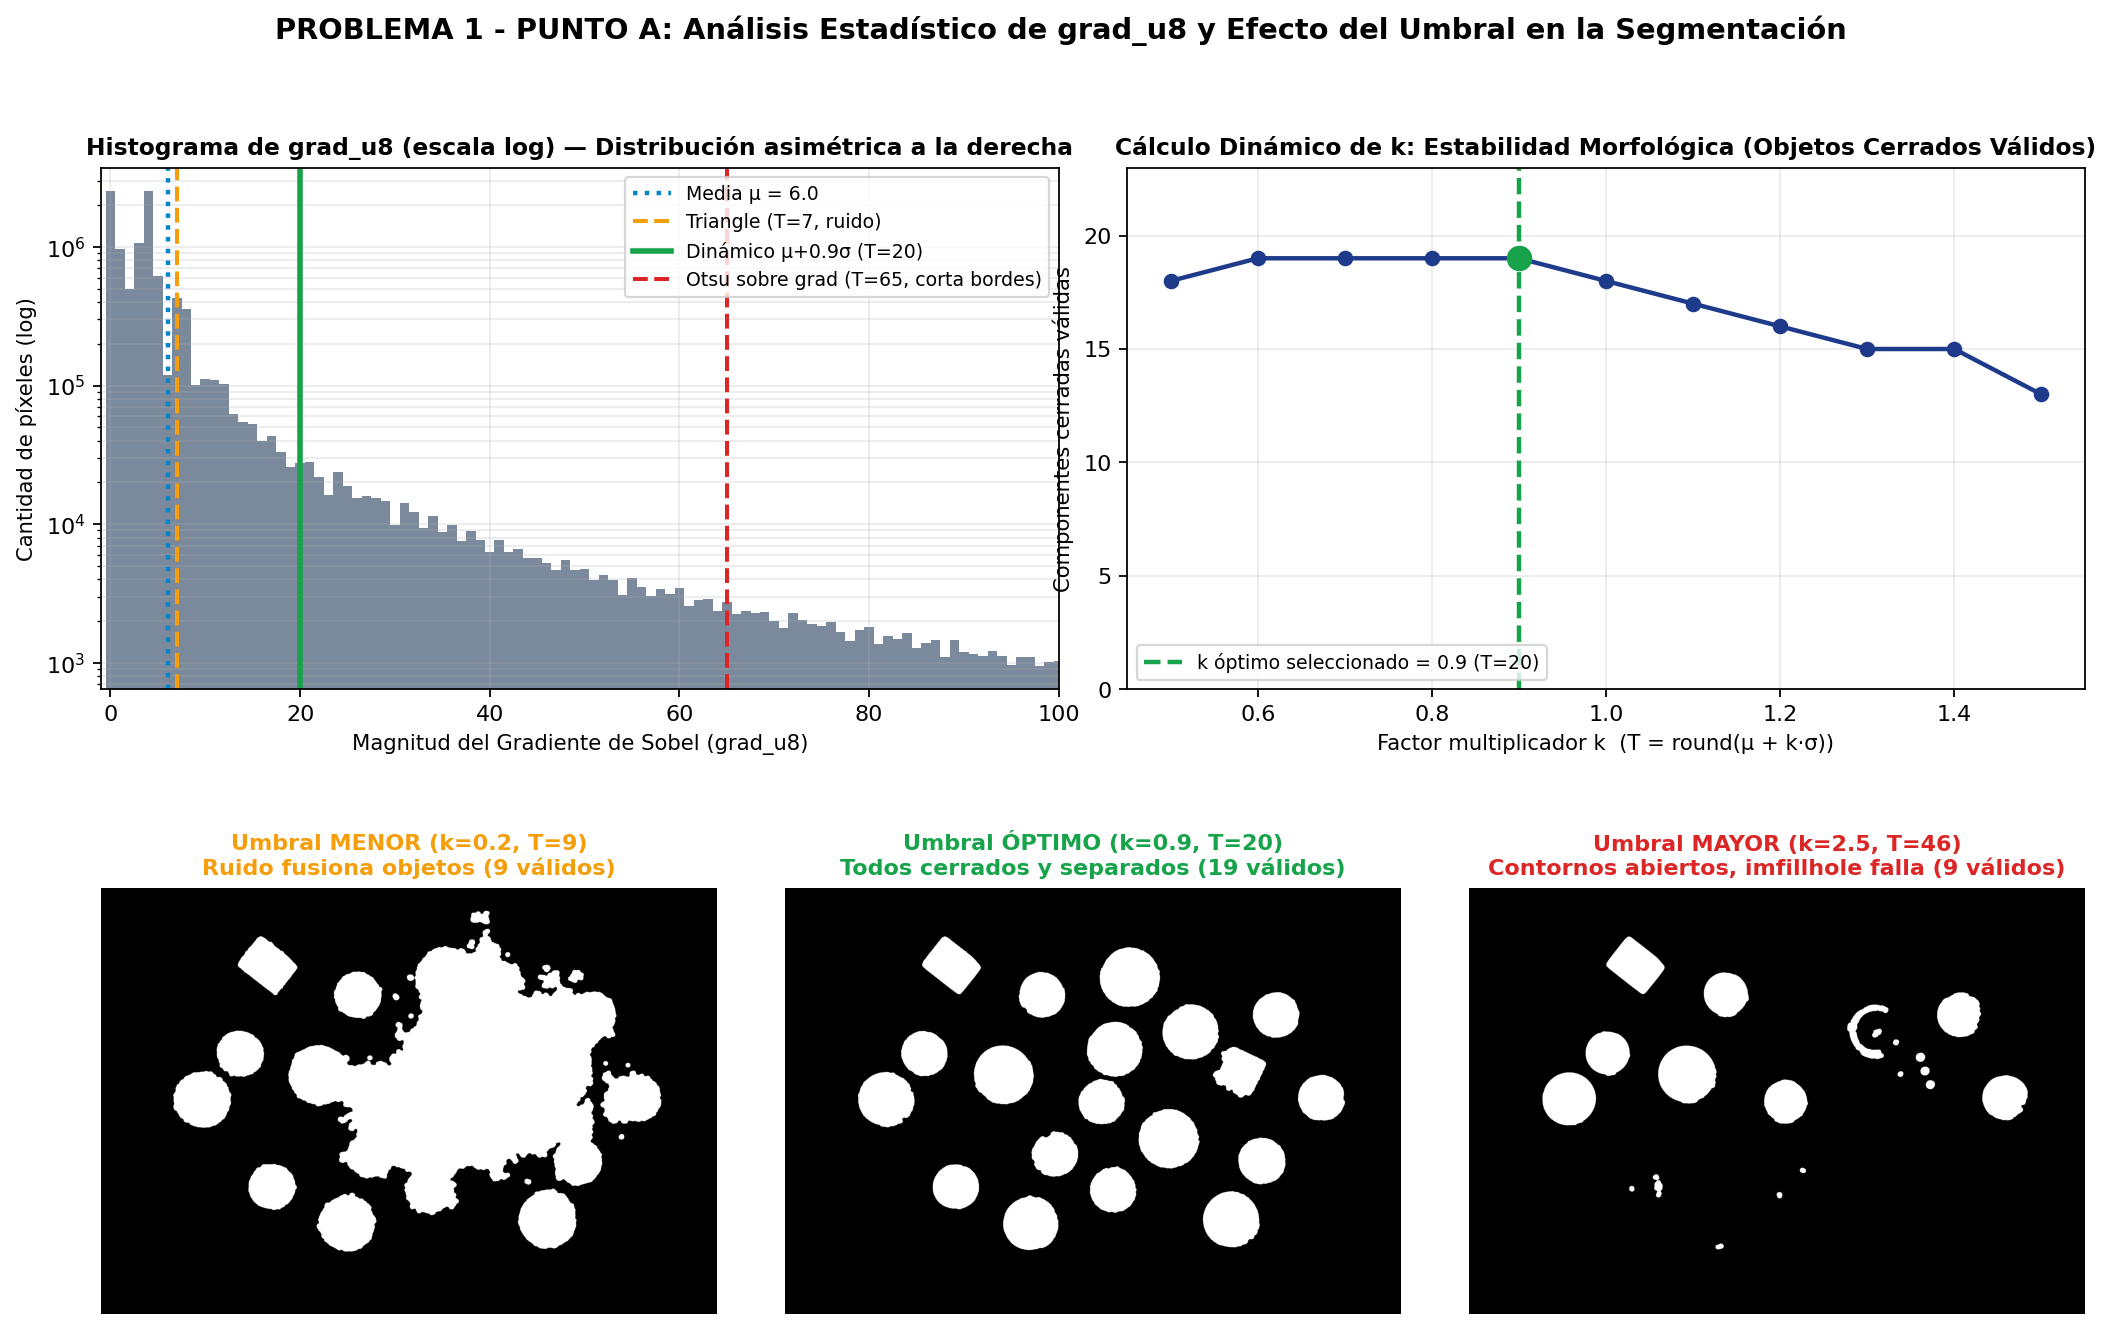 PROBLEMA 1 - PUNTO A: Análisis Estadístico de grad_u8 y Efecto del Umbral en la Segmentación
Histograma de grad_u8 (escala log) — Distribución asimétrica a la derecha
Media μ = 6.0
Triangle (T=7, ruido)
Dinámico μ+0.9σ (T=20)
Otsu sobre grad (T=65, corta bordes)
Cantidad de píxeles (log)
10⁶
10⁵
10⁴
10³
0 20 40 60 80 100
Magnitud del Gradiente de Sobel (grad_u8)
Cálculo Dinámico de k: Estabilidad Morfológica (Objetos Cerrados Válidos)
Componentes cerradas válidas
20
15
10
5
0
k óptimo seleccionado = 0.9 (T=20)
0.6 0.8 1.0 1.2 1.4
Factor multiplicador k (T = round(μ + k·σ))
Umbral MENOR (k=0.2, T=9)
Ruido fusiona objetos (9 válidos)
Umbral ÓPTIMO (k=0.9, T=20)
Todos cerrados y separados (19 válidos)
Umbral MAYOR (k=2.5, T=46)
Contornos abiertos, imfillhole falla (9 válidos)